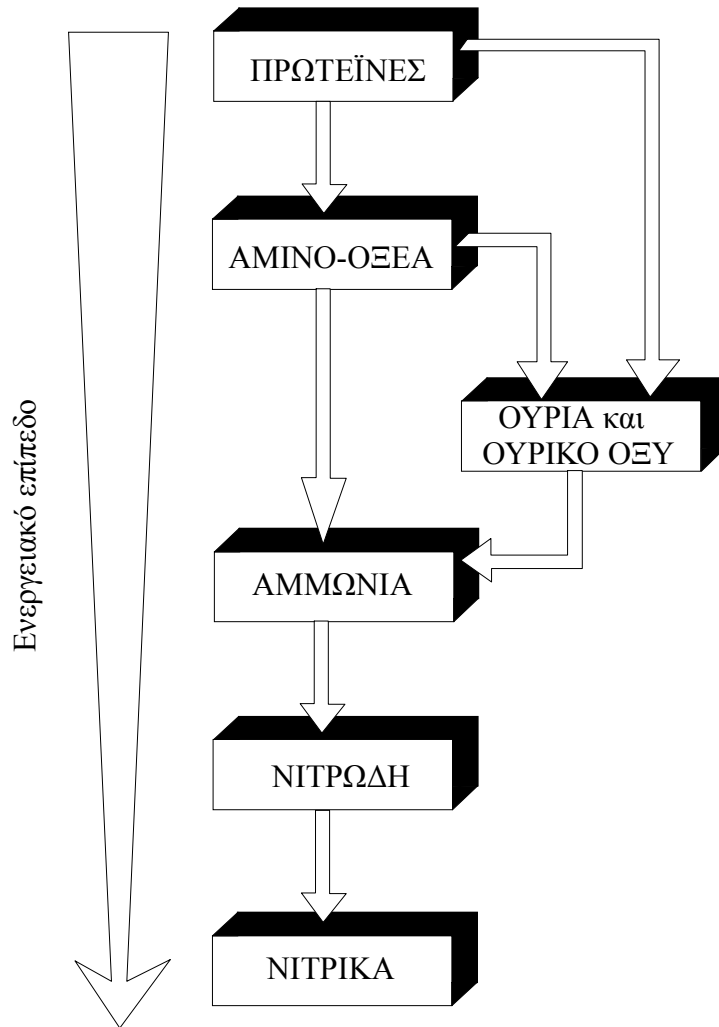 ΠΡΩΤΕΪΝΕΣ
ΑΜΙΝΟ-ΟΞΕΑ
ΟΥΡΙΑ και
ΟΥΡΙΚΟ ΟΞΥ
ΑΜΜΩΝΙΑ
ΝΙΤΡΩΔΗ
ΝΙΤΡΙΚΑ
Ενεργειακό επίπεδο